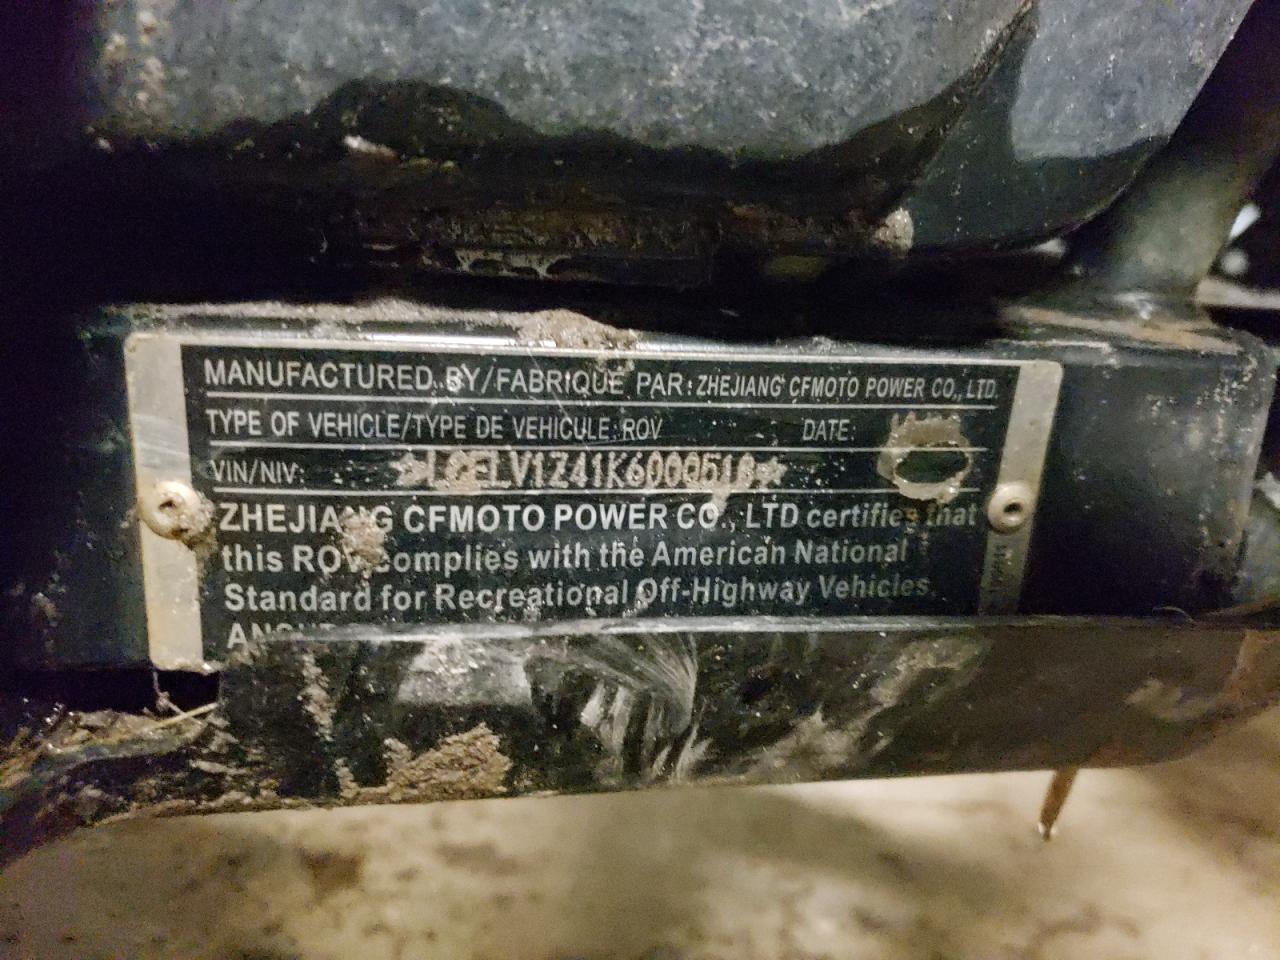 MANUFACTURED BY/FABRIQUE PAR: ZHEJIANG CFMOTO POWER CO., LTD.
TYPE OF VEHICLE/TYPE DE VEHICULE: ROV DATE:
VIN/NIV: ★LCELV1Z41K6000518★
ZHEJIANG CFMOTO POWER CO., LTD certifies that
this ROV complies with the American National
Standard for Recreational Off-Highway Vehicles,